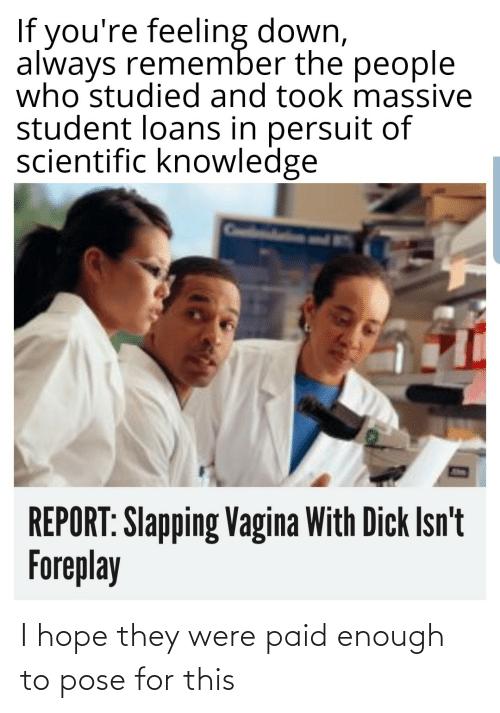 If you're feeling down,
always remember the people
who studied and took massive
student loans in persuit of
scientific knowledge
REPORT: Slapping Vagina With Dick Isn't
Foreplay
I hope they were paid enough
to pose for this